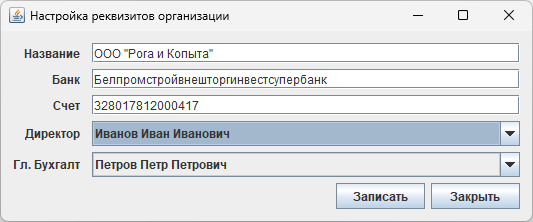 Настройка реквизитов организации
Название ООО "Рога и Копыта"
Банк Белпромстройвнешторгинвестсупербанк
Счет 328017812000417
Директор Иванов Иван Иванович
Гл. Бухгалт Петров Петр Петрович
Записать Закрыть